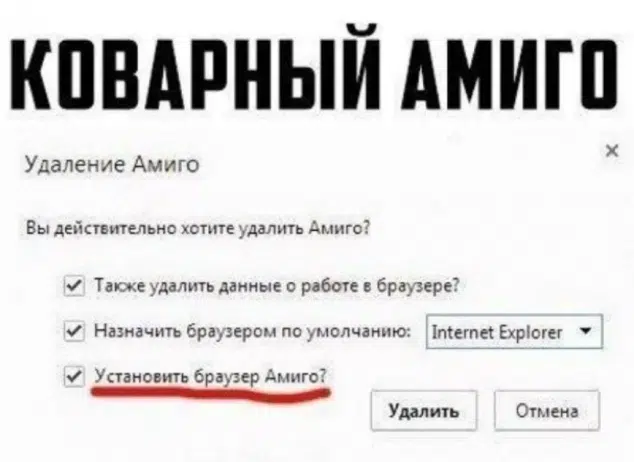 КОВАРНЫЙ АМИГО
Удаление Амиго
Вы действительно хотите удалить Амиго?
Также удалить данные о работе в браузере?
Назначить браузером по умолчанию: Internet Explorer
Установить браузер Амиго?
Удалить Отмена